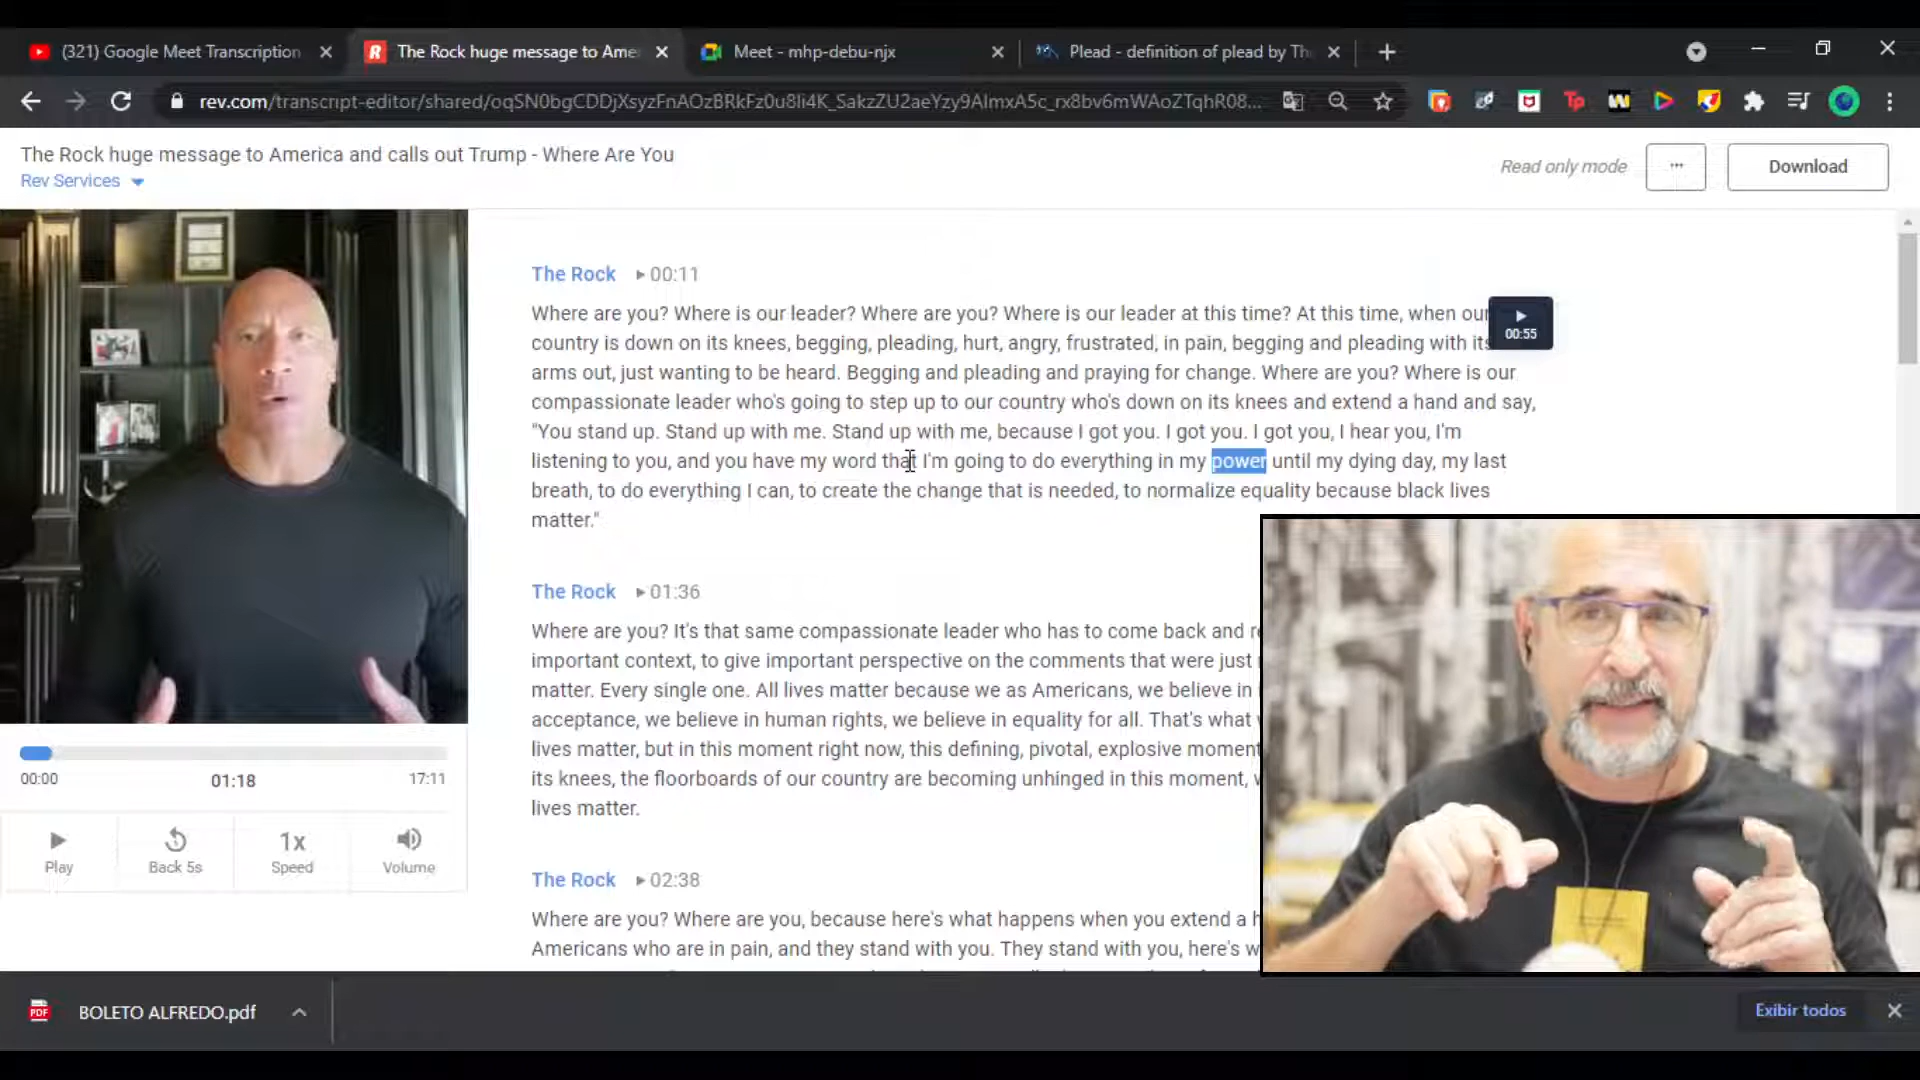 (321) Google Meet Transcription
The Rock huge message to Ame
Meet - mhp-debu-njx
Plead - definition of plead by Th
rev.com/transcript-editor/shared/oqSN0bgCDDjXsyzFnAOzBRkFz0u8li4K_SakzZU2aeYzy9AlmxA5c_rx8bv6mWAoZTqhR08...
The Rock huge message to America and calls out Trump - Where Are You
Rev Services
Read only mode
...
Download
The Rock 00:11
Where are you? Where is our leader? Where are you? Where is our leader at this time? At this time, when our
country is down on its knees, begging, pleading, hurt, angry, frustrated, in pain, begging and pleading with its
arms out, just wanting to be heard. Begging and pleading and praying for change. Where are you? Where is our
compassionate leader who's going to step up to our country who's down on its knees and extend a hand and say,
"You stand up. Stand up with me. Stand up with me, because I got you. I got you. I got you, I hear you, I'm
listening to you, and you have my word that I'm going to do everything in my power until my dying day, my last
breath, to do everything I can, to create the change that is needed, to normalize equality because black lives
matter."
00:55
The Rock 01:36
Where are you? It's that same compassionate leader who has to come back and
important context, to give important perspective on the comments that were just
matter. Every single one. All lives matter because we as Americans, we believe in
acceptance, we believe in human rights, we believe in equality for all. That's what
lives matter, but in this moment right now, this defining, pivotal, explosive moment
its knees, the floorboards of our country are becoming unhinged in this moment,
lives matter.
The Rock 02:38
Where are you? Where are you, because here's what happens when you extend a
Americans who are in pain, and they stand with you. They stand with you, here's
00:00
01:18
17:11
Play
Back 5s
1x
Speed
Volume
BOLETO ALFREDO.pdf
Exibir todos